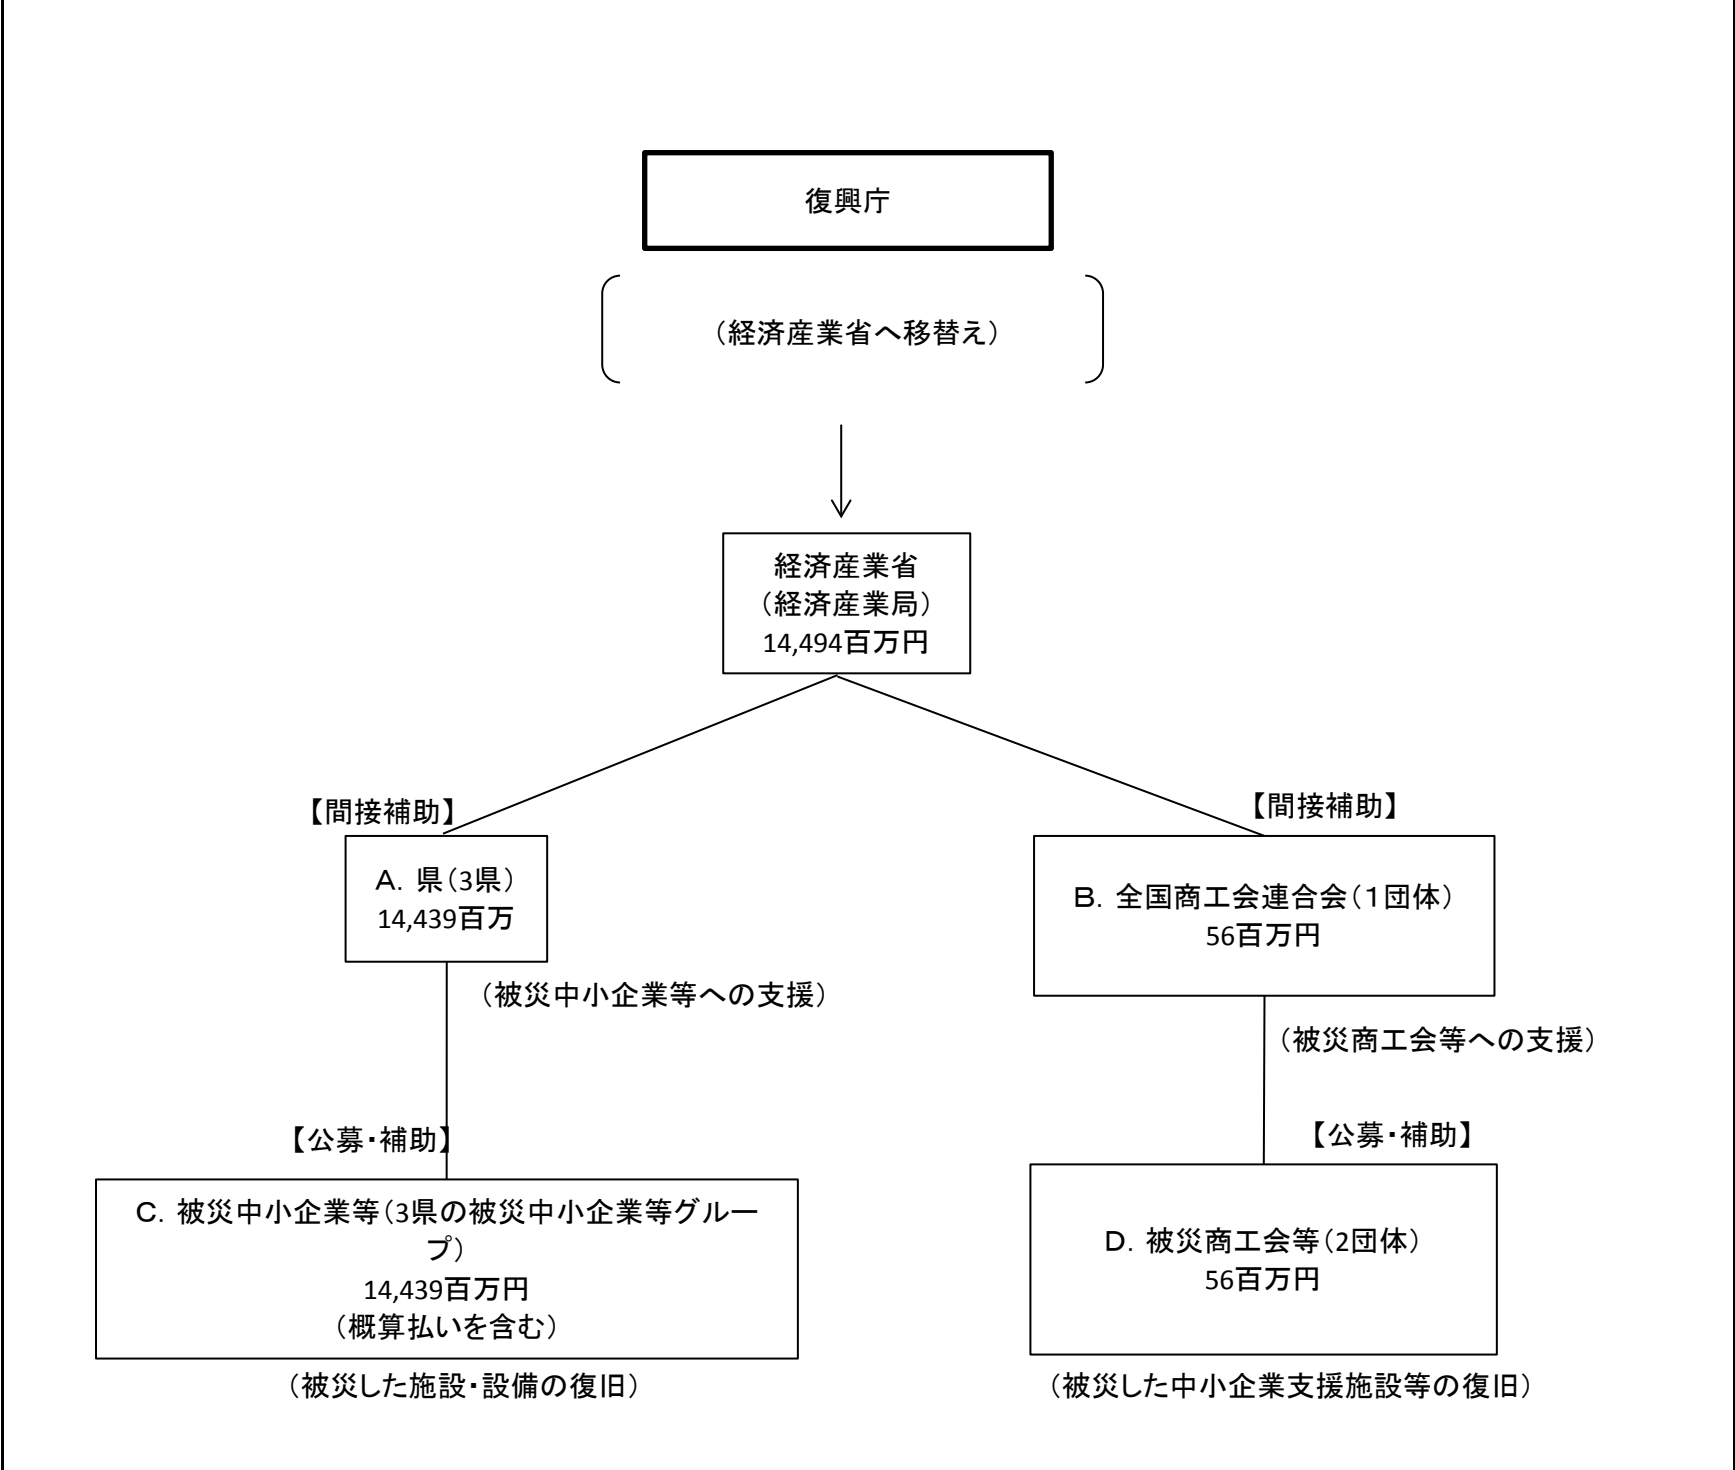 復興庁
（経済産業省へ移替え）
経済産業省
（経済産業局）
14,494百万円
【間接補助】
A．県（3県）
14,439百万
（被災中小企業等への支援）
【公募・補助】
C．被災中小企業等（3県の被災中小企業等グルー
プ）
14,439百万円
（概算払いを含む）
（被災した施設・設備の復旧）
【間接補助】
B．全国商工会連合会（１団体）
56百万円
（被災商工会等への支援）
【公募・補助】
D．被災商工会等（2団体）
56百万円
（被災した中小企業支援施設等の復旧）